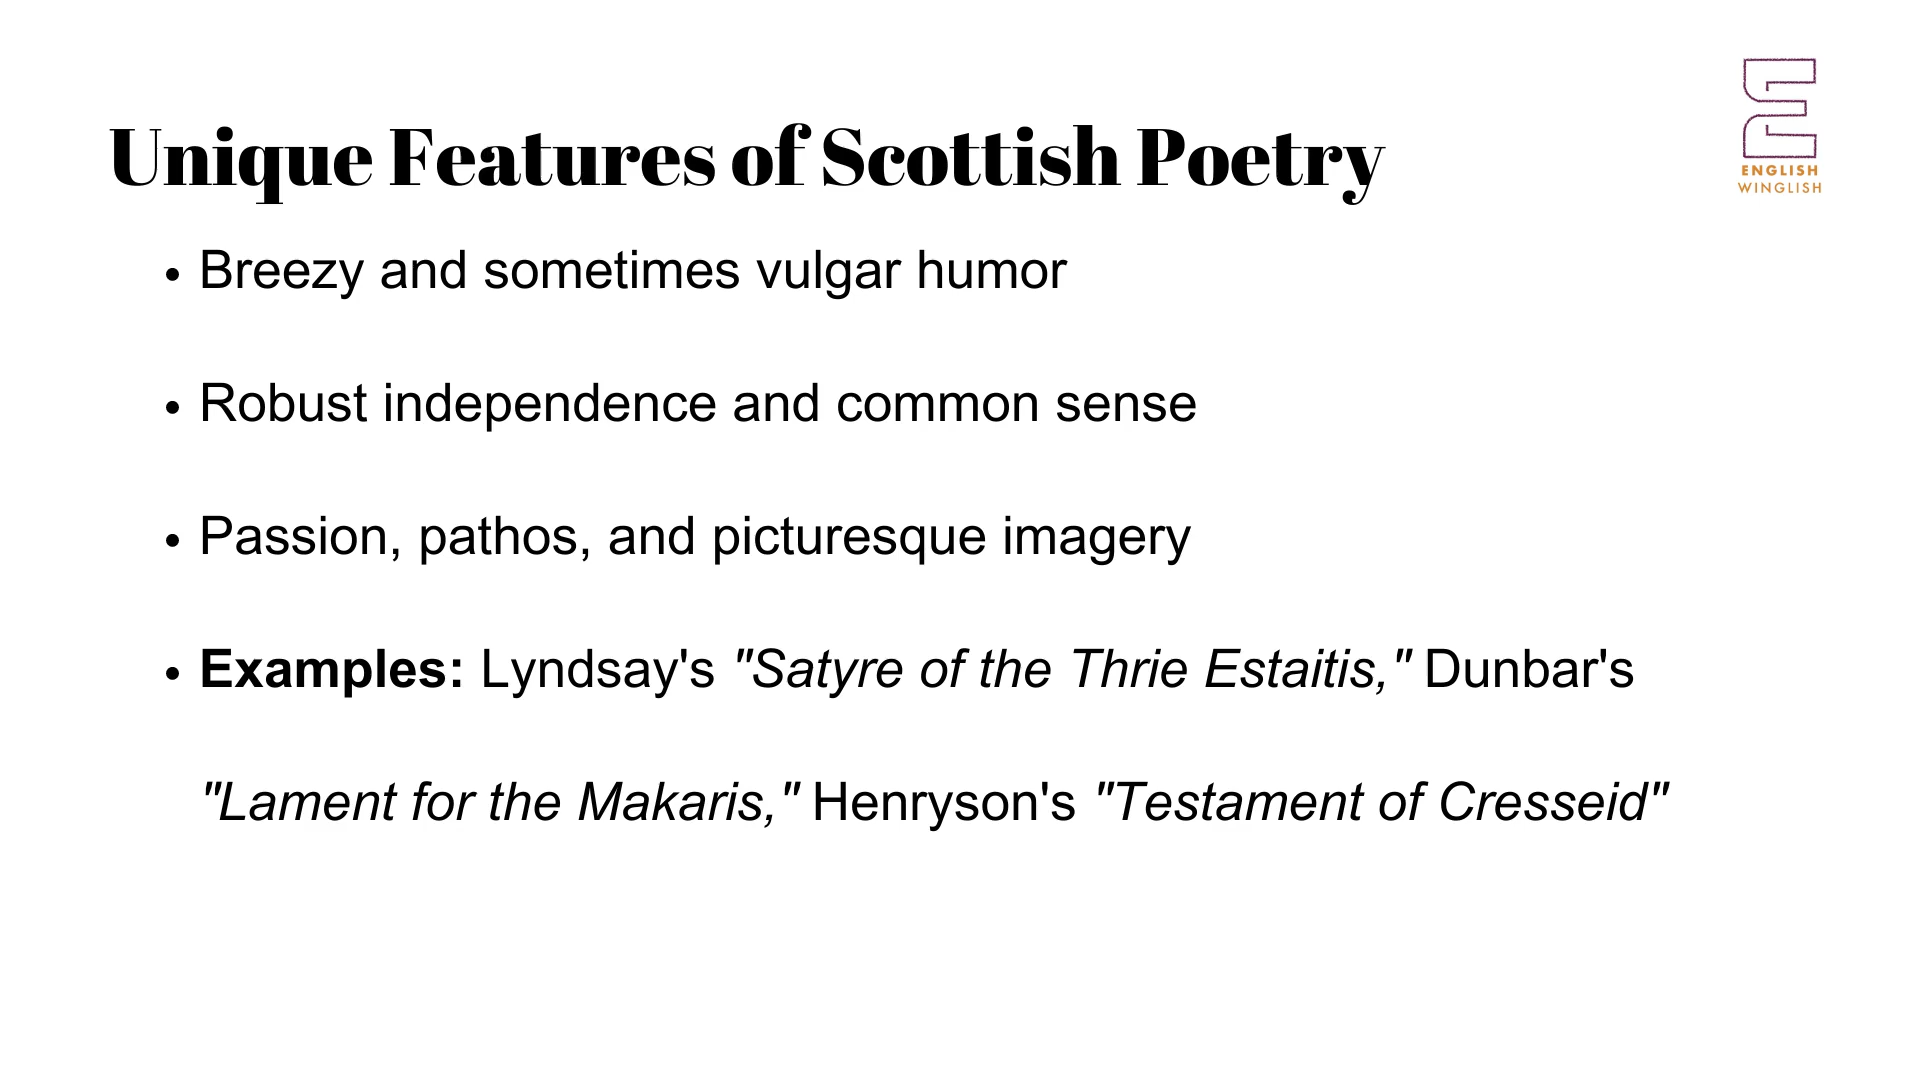 Unique Features of Scottish Poetry
ENGLISH
WINGLISH
• Breezy and sometimes vulgar humor
• Robust independence and common sense
• Passion, pathos, and picturesque imagery
• Examples: Lyndsay's "Satyre of the Thrie Estaitis," Dunbar's
"Lament for the Makaris," Henryson's "Testament of Cresseid"